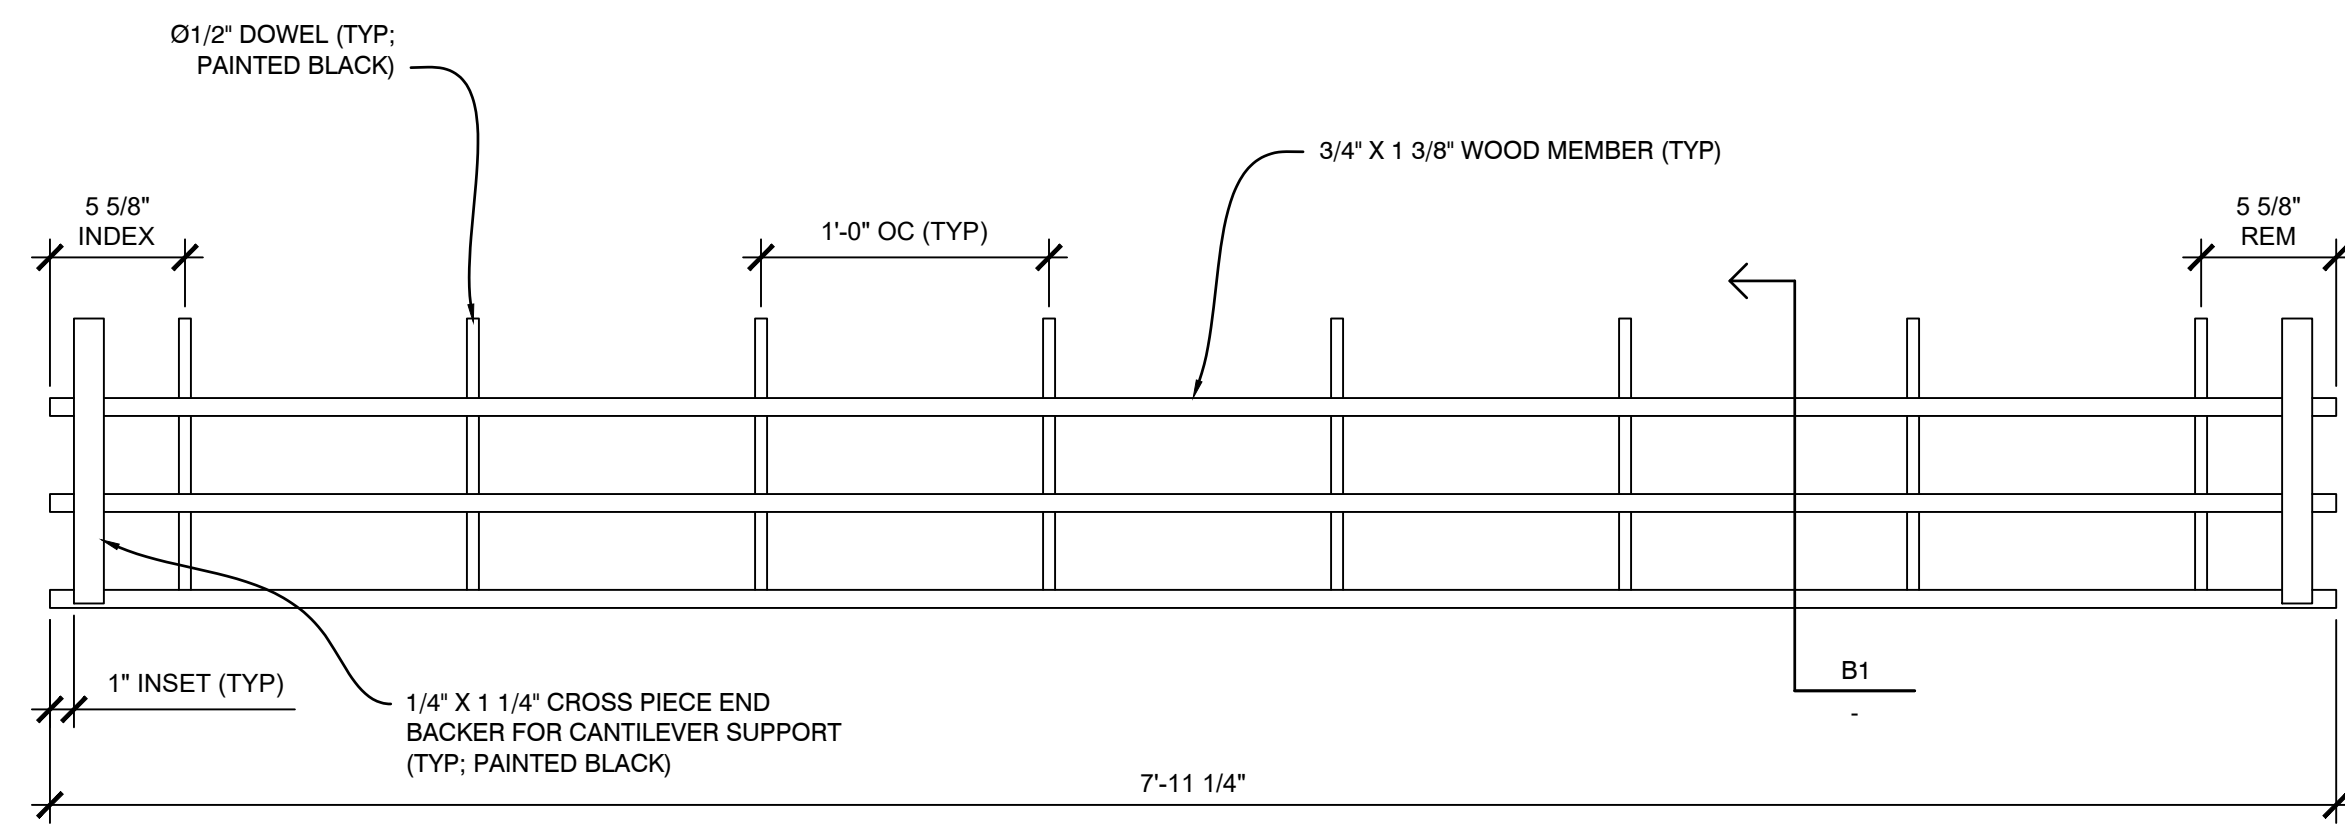 Ø1/2" DOWEL (TYP;
PAINTED BLACK)
3/4" X 1 3/8" WOOD MEMBER (TYP)
5 5/8"
INDEX
1'-0" OC (TYP)
5 5/8"
REM
1" INSET (TYP)
1/4" X 1 1/4" CROSS PIECE END
BACKER FOR CANTILEVER SUPPORT
(TYP; PAINTED BLACK)
B1
-
7'-11 1/4"